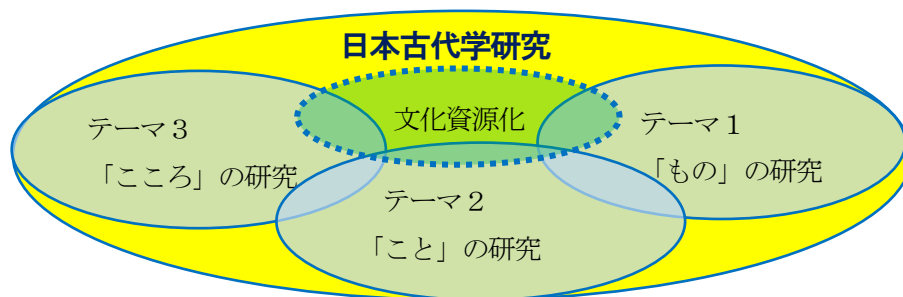 日本古代学研究
文化資源化
テーマ３
「こころ」の研究
テーマ１
「もの」の研究
テーマ２
「こと」の研究